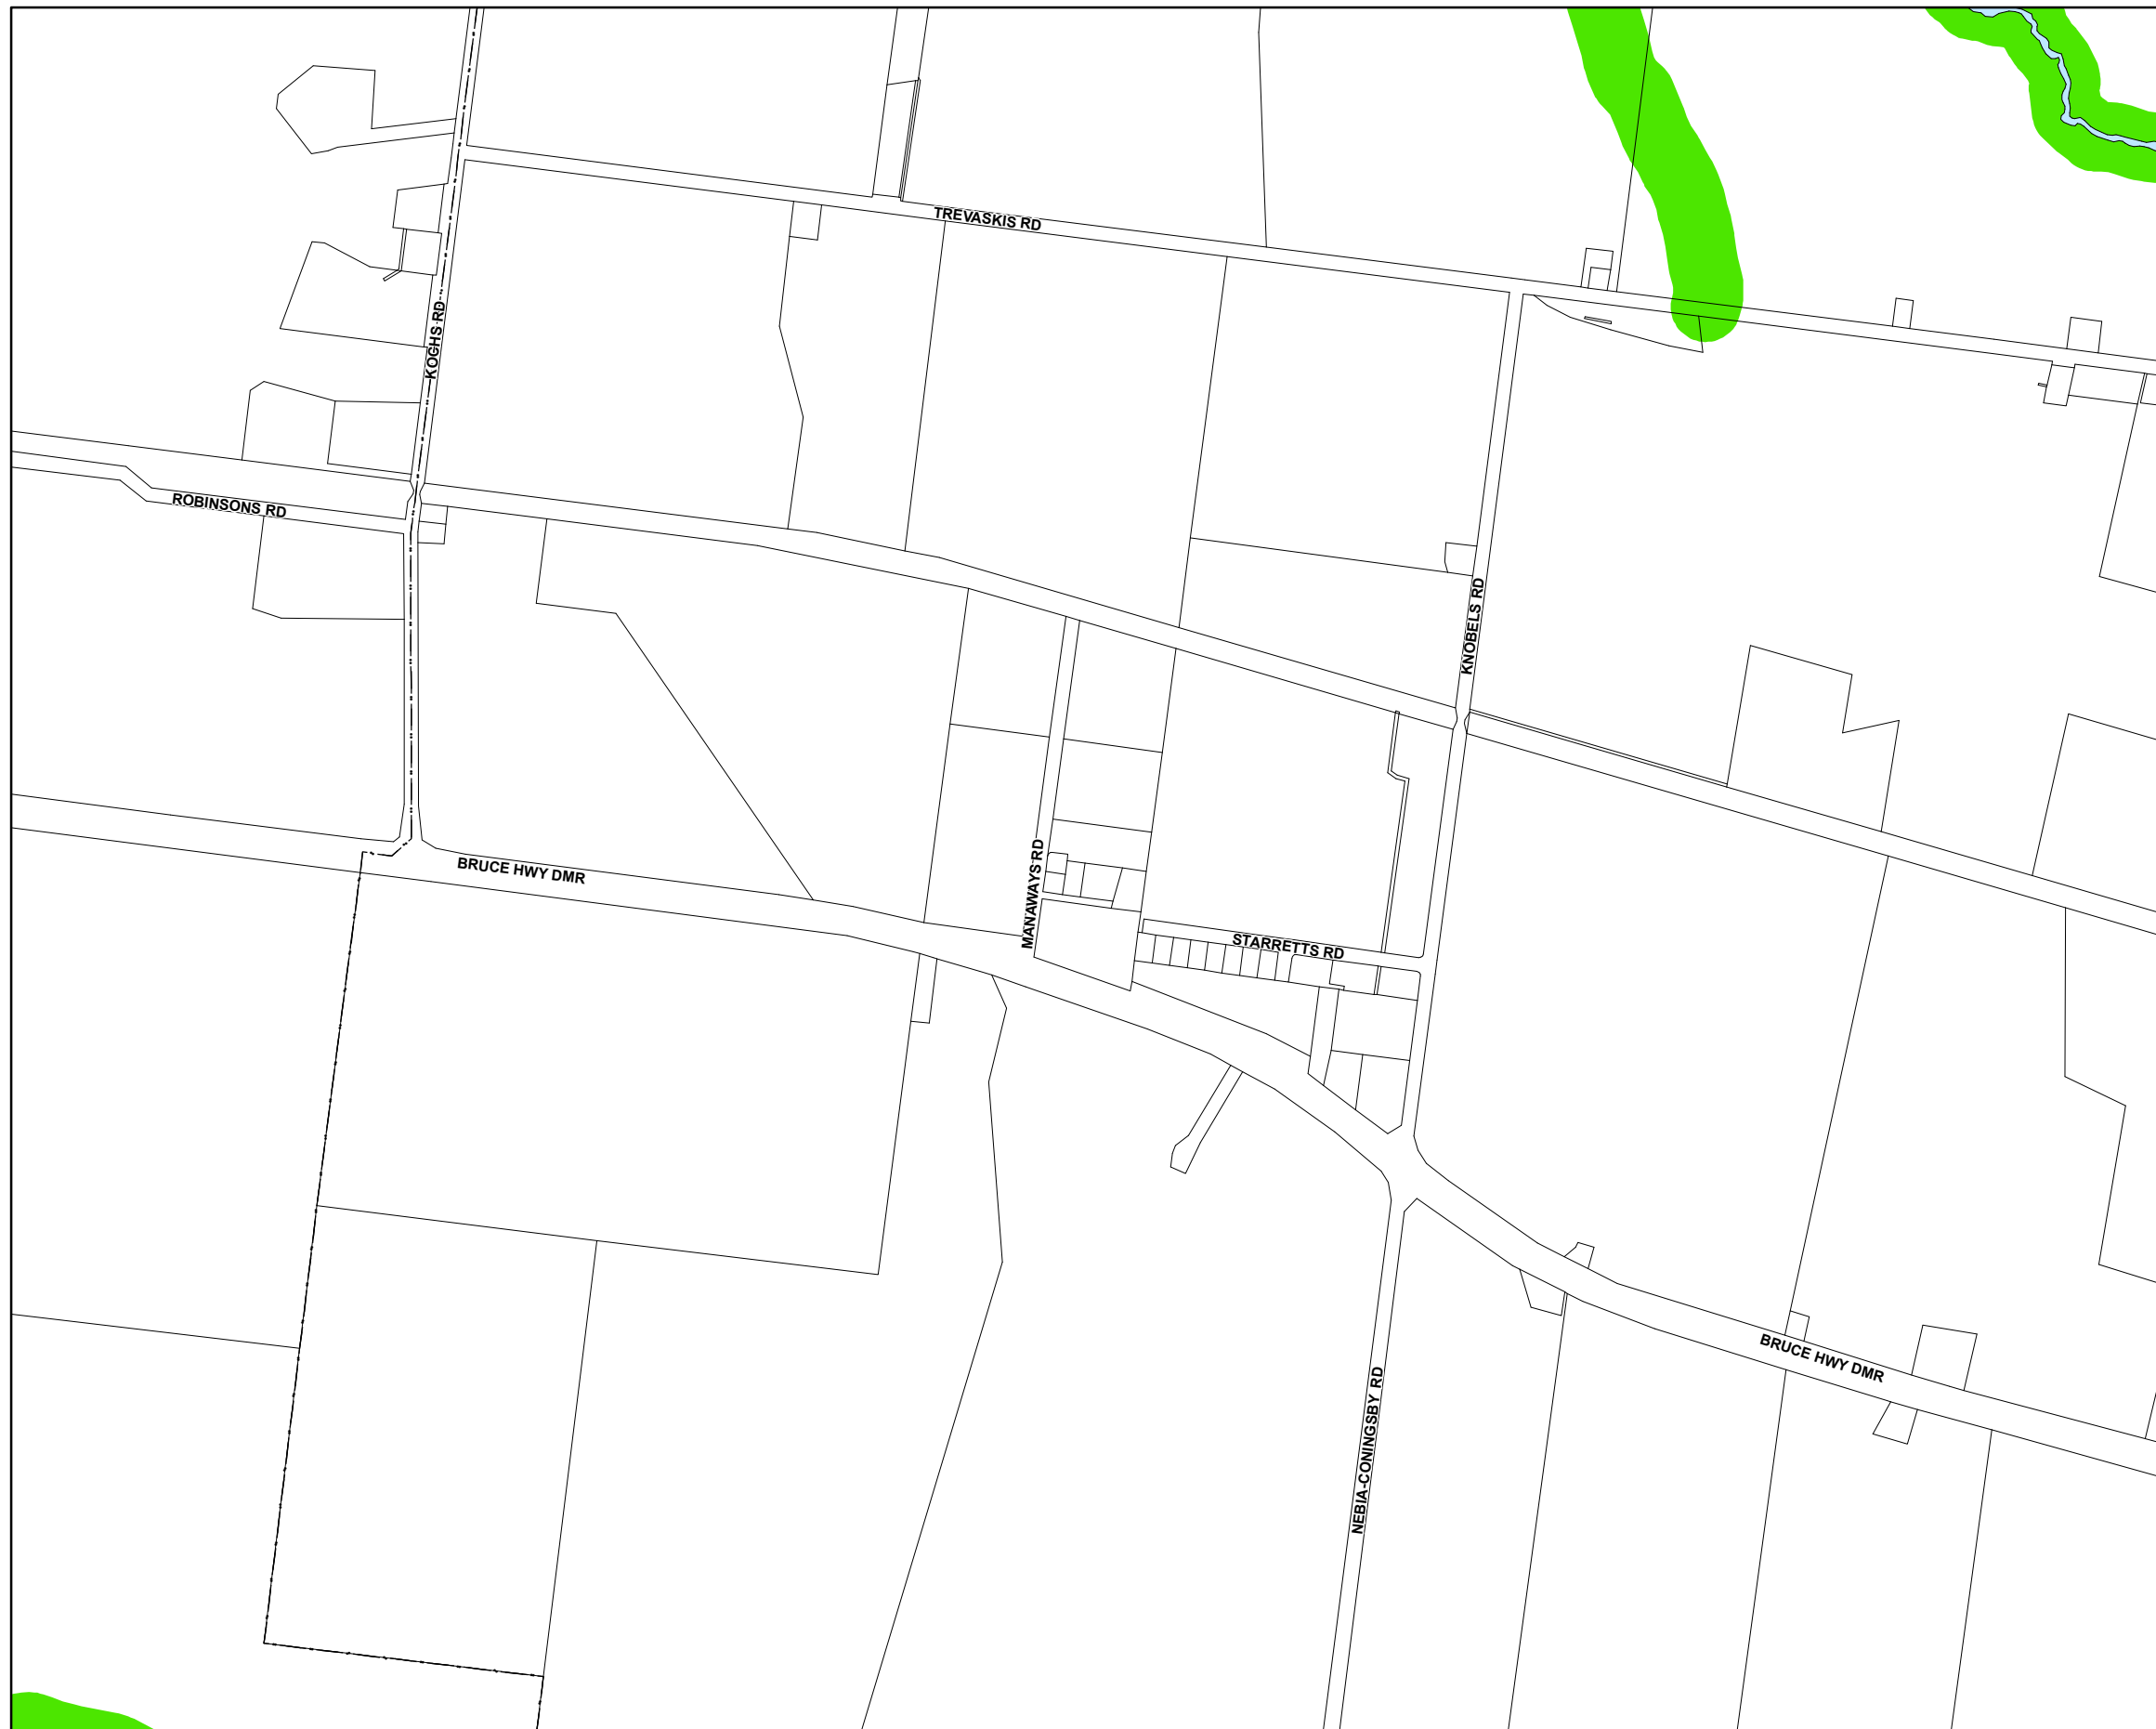 TREVASKIS RD
KOCHS RD
ROBINSONS RD
KNOBELS RD
BRUCE HWY DMR
MANAWAYS RD
STARRETTS RD
BRUCE HWY DMR
NEBIA-CONINGSBY RD